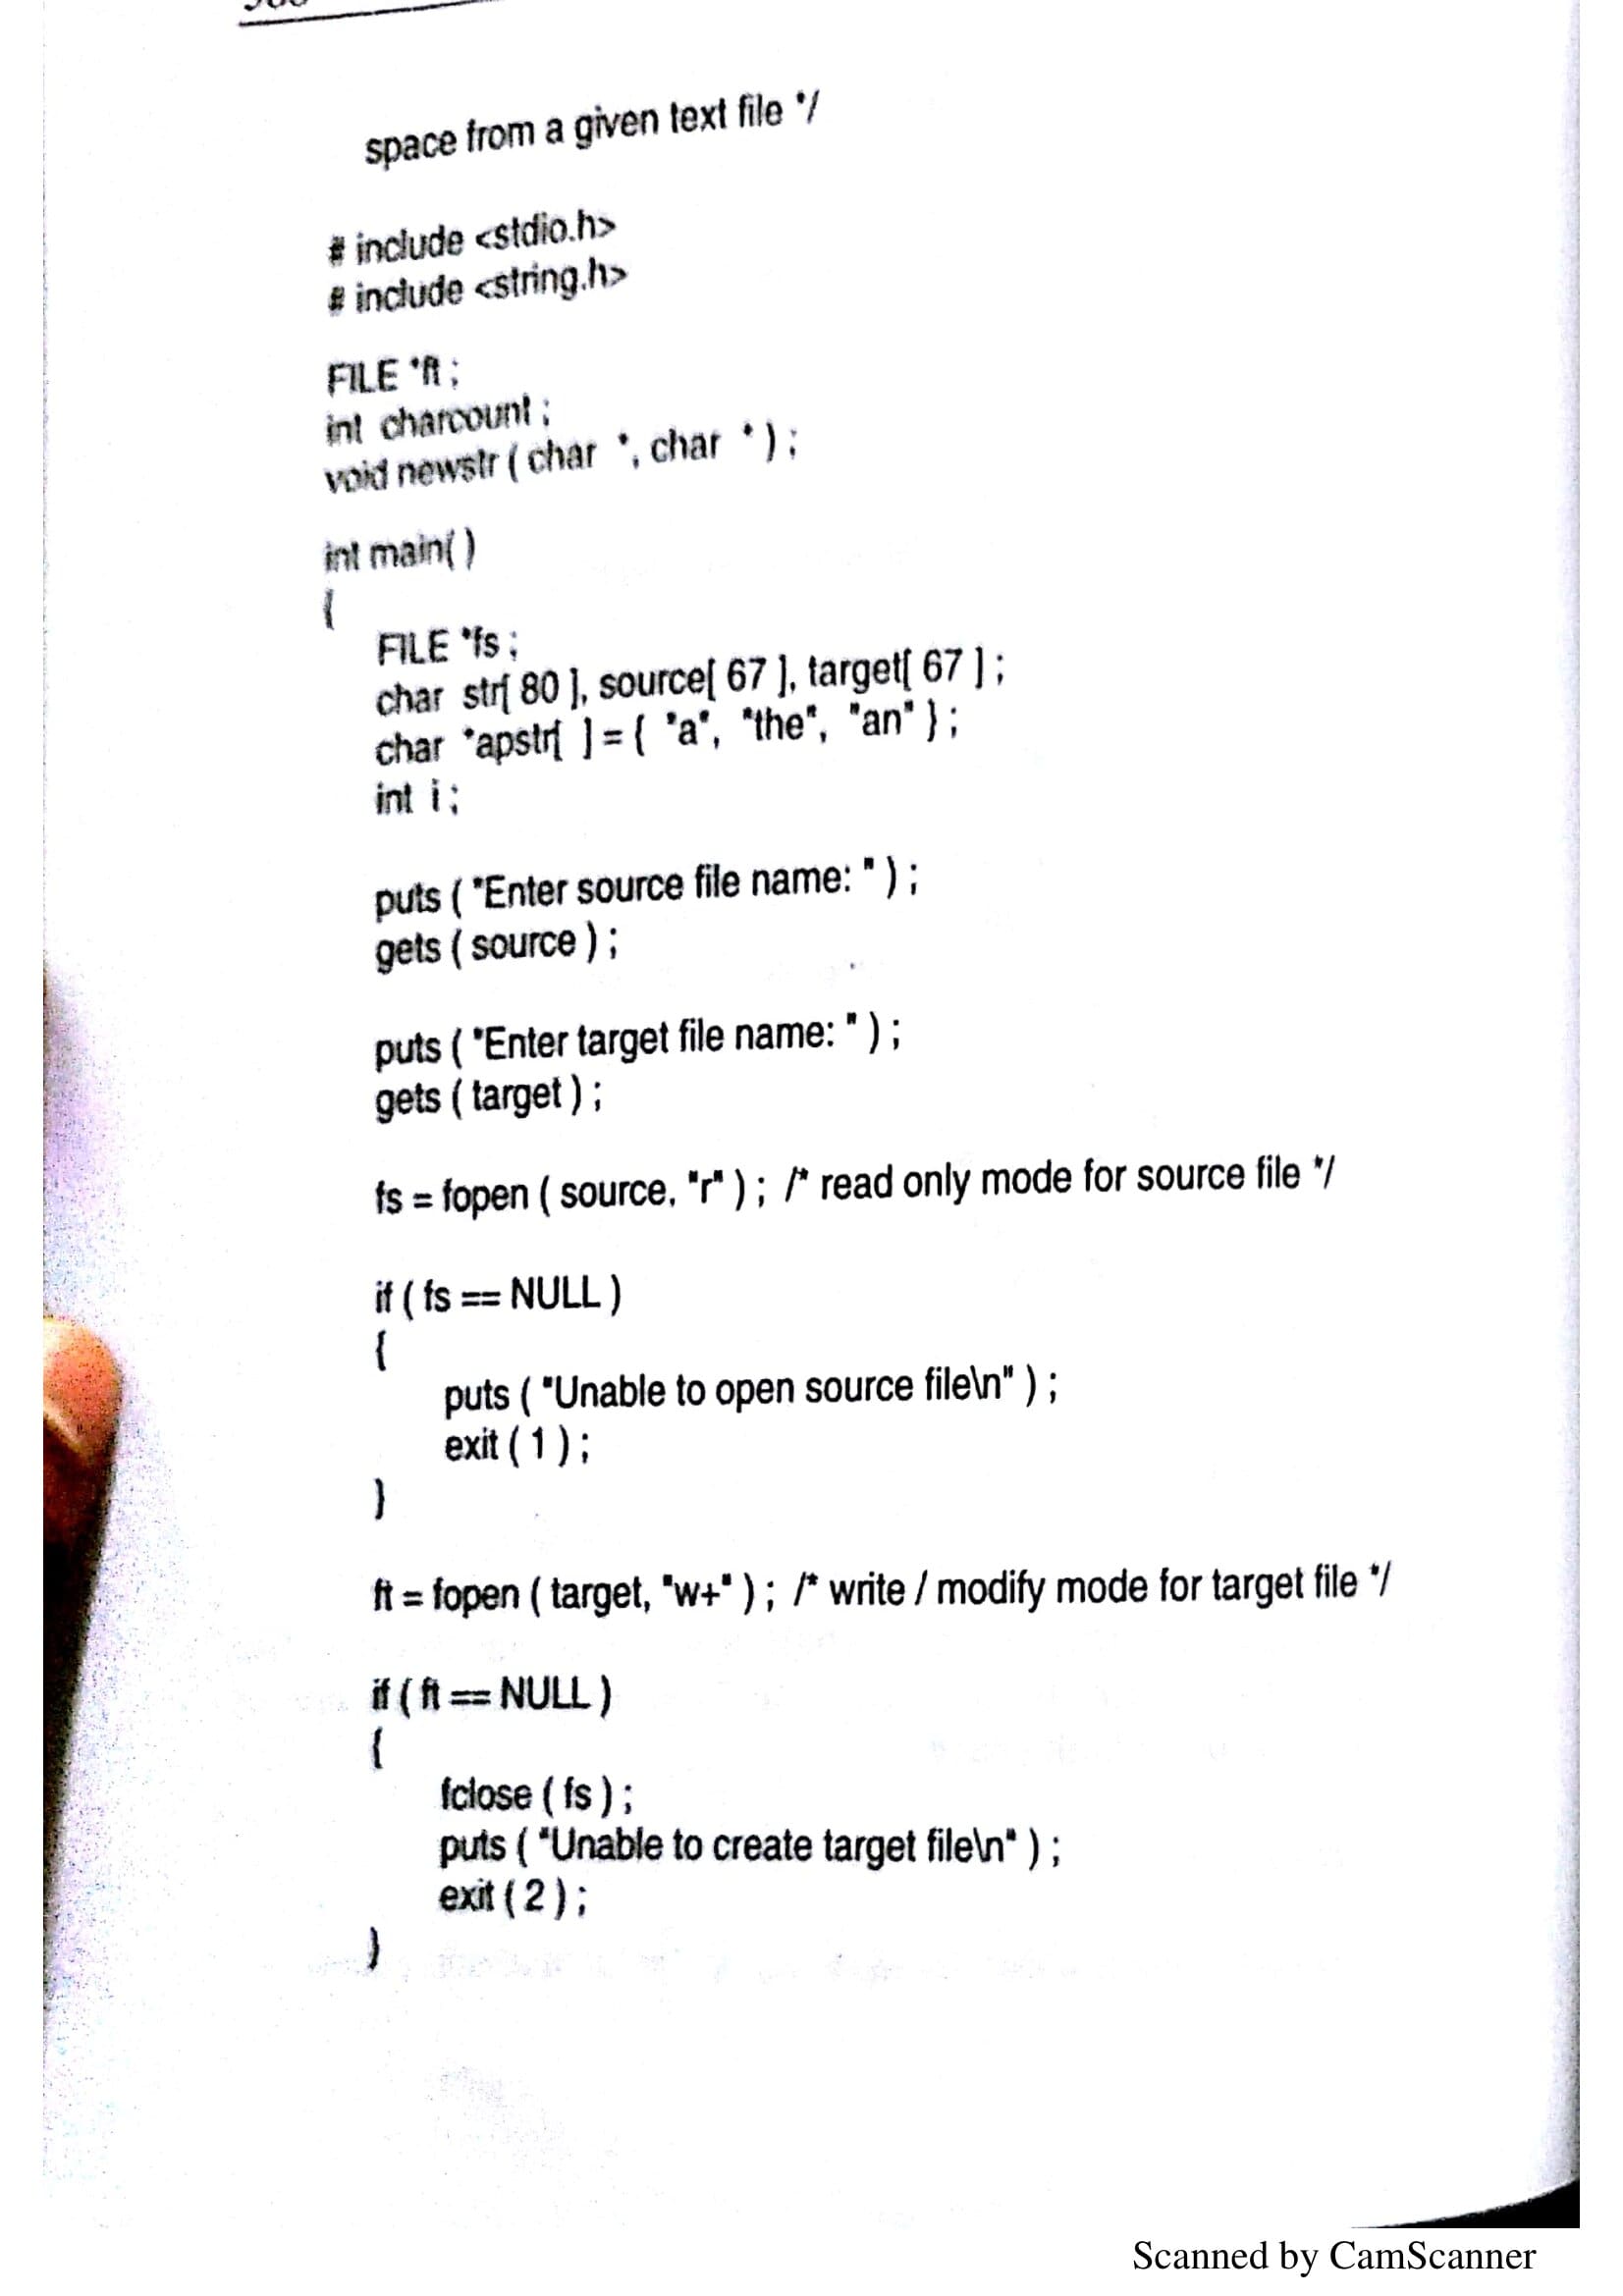 space from a given text file */
# include <stdio.h>
# include <string.h>
FILE *ft ;
int charcount ;
void newstr ( char *, char * ) ;
int main( )
{
FILE *fs ;
char str[ 80 ], source[ 67 ], target[ 67 ] ;
char *apstr[ ] = { "a", "the", "an" } ;
int i ;
puts ( "Enter source file name: " ) ;
gets ( source ) ;
puts ( "Enter target file name: " ) ;
gets ( target ) ;
fs = fopen ( source, "r" ) ; /* read only mode for source file */
if ( fs == NULL )
{
puts ( "Unable to open source file\n" ) ;
exit ( 1 ) ;
}
ft = fopen ( target, "w+" ) ; /* write / modify mode for target file */
if ( ft == NULL )
{
fclose ( fs ) ;
puts ( "Unable to create target file\n" ) ;
exit ( 2 ) ;
}
Scanned by CamScanner